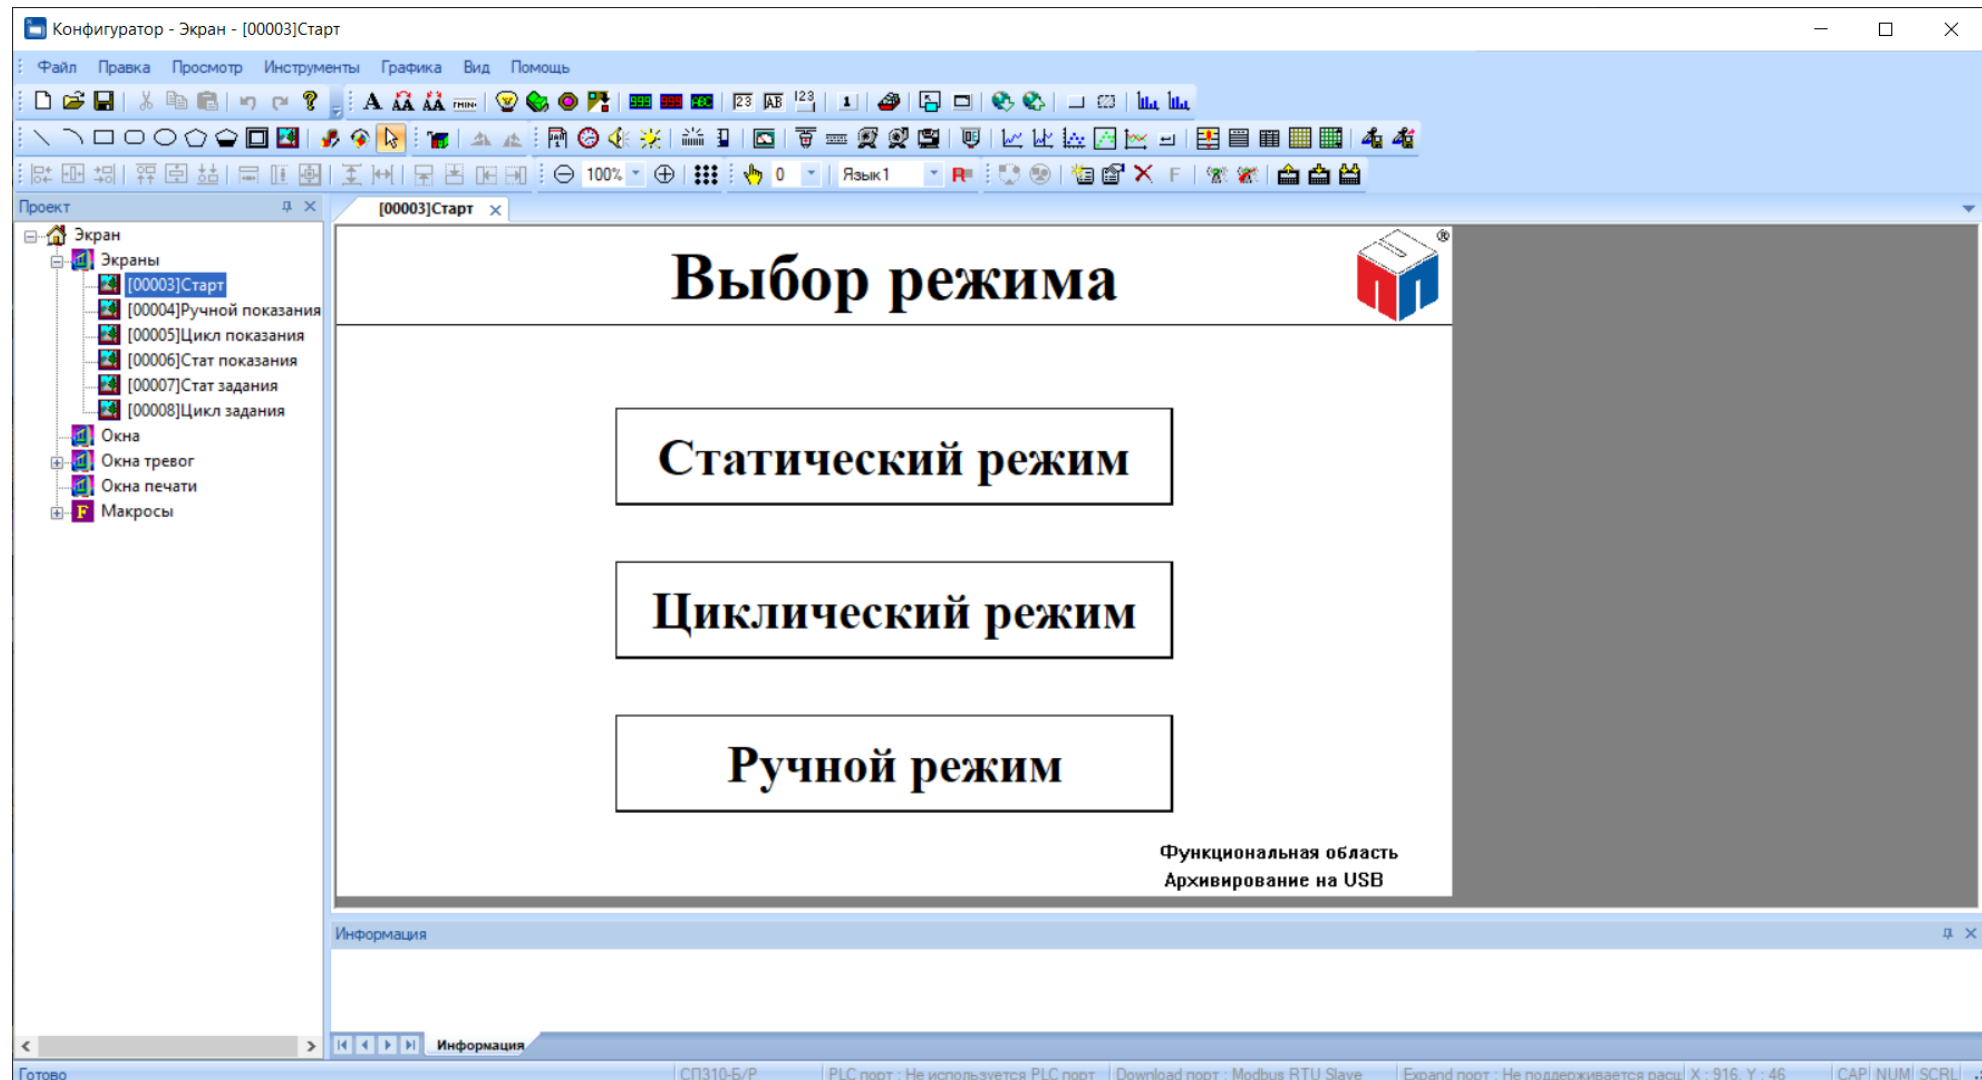 Конфигуратор - Экран - [00003]Старт
Файл Правка Просмотр Инструменты Графика Вид Помощь
100% 0 Язык1
Проект
[00003]Старт
Экран
Экраны
[00003]Старт
[00004]Ручной показания
[00005]Цикл показания
[00006]Стат показания
[00007]Стат задания
[00008]Цикл задания
Окна
Окна тревог
Окна печати
Макросы
Выбор режима
®
Статический режим
Циклический режим
Ручной режим
Функциональная область
Архивирование на USB
Информация
Информация
Готово СП310-Б/Р PLC порт : Не используется PLC порт Download порт : Modbus RTU Slave Expand порт : Не поддерживается расш X : 916, Y : 46 CAP NUM SCRL